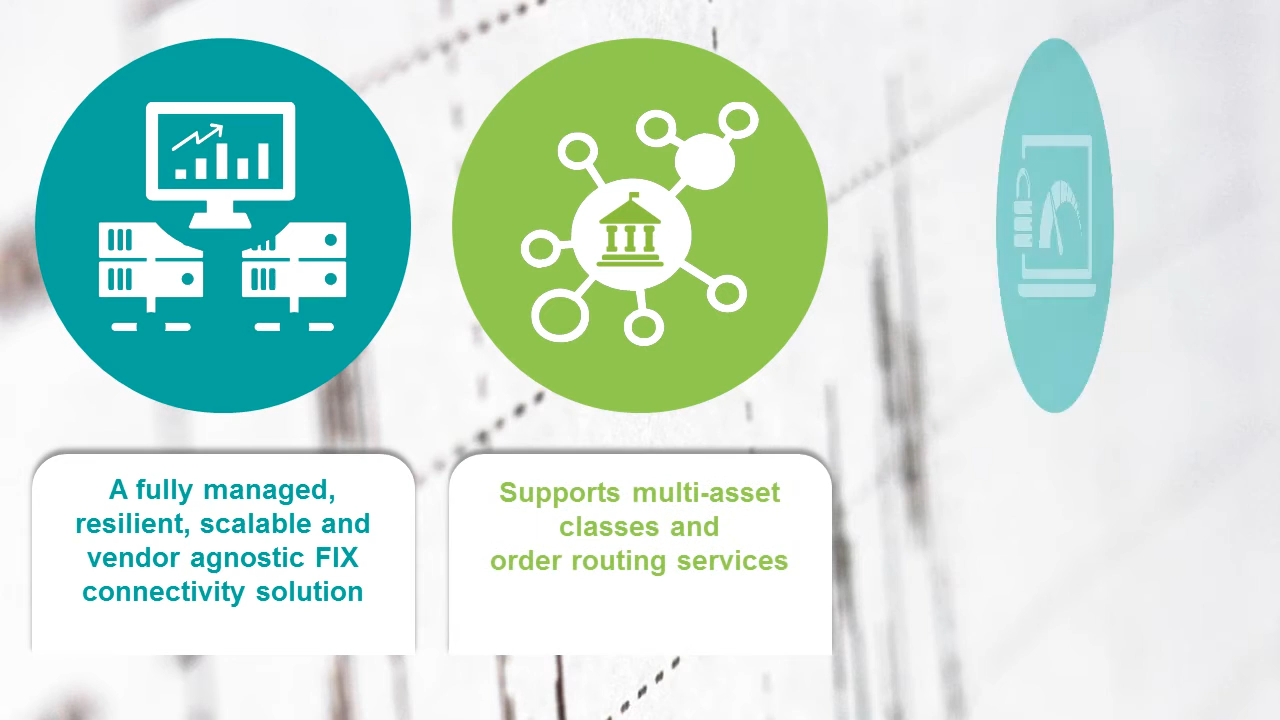 A fully managed,
resilient, scalable and
vendor agnostic FIX
connectivity solution
Supports multi-asset
classes and
order routing services